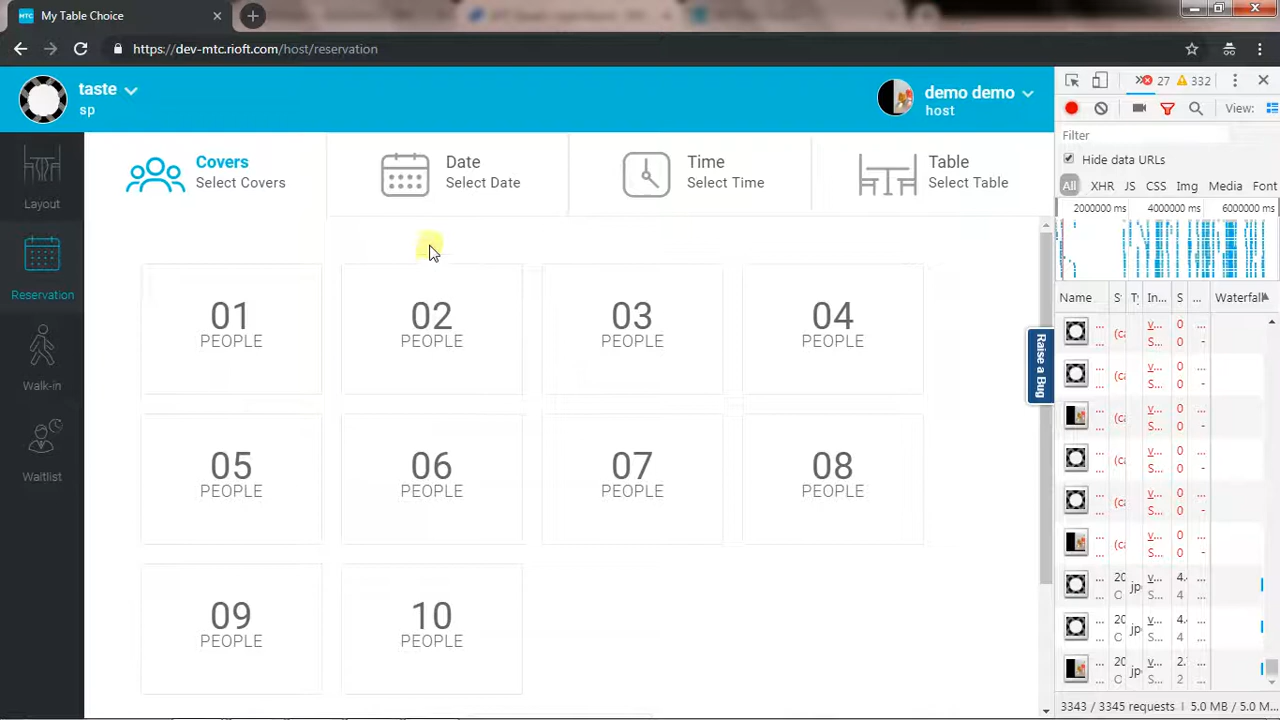 MTC My Table Choice
https://dev-mtc.rioft.com/host/reservation
taste
sp
demo demo
host
27 332
View:
Filter
Hide data URLs
All XHR JS CSS Img Media Font
2000000 ms 4000000 ms 6000000 ms
Name Waterfall
Layout
Reservation
Walk-in
Waitlist
Covers
Select Covers
Date
Select Date
Time
Select Time
Table
Select Table
01
PEOPLE
02
PEOPLE
03
PEOPLE
04
PEOPLE
05
PEOPLE
06
PEOPLE
07
PEOPLE
08
PEOPLE
09
PEOPLE
10
PEOPLE
Raise a Bug
3343 / 3345 requests 5.0 MB / 5.0 M...